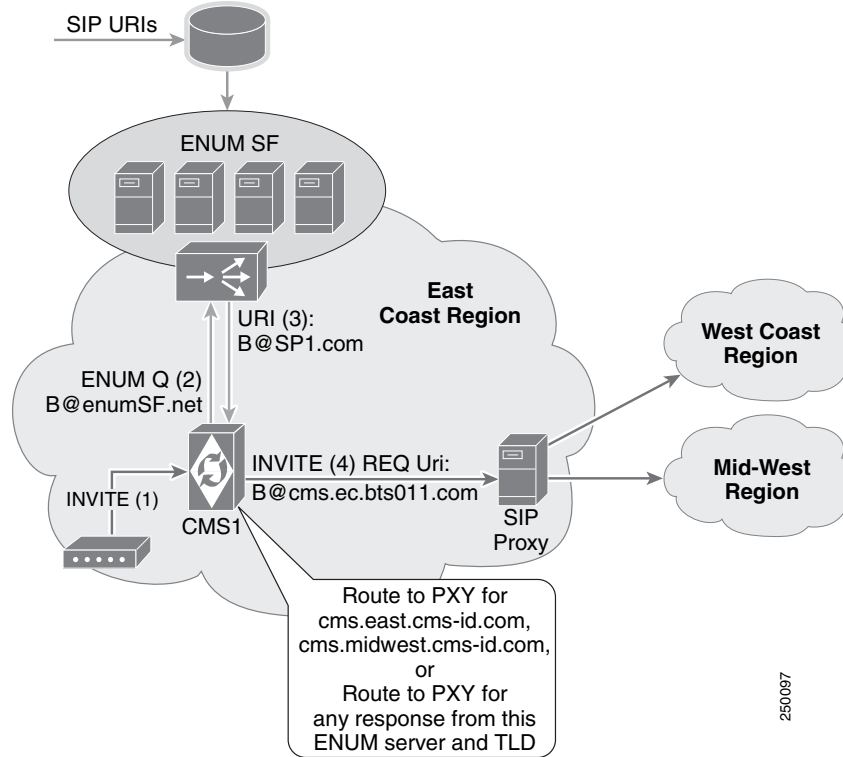 SIP URIs
ENUM SF
East
Coast Region
URI (3):
B@SP1.com
West Coast
Region
ENUM Q (2)
B@enumSF.net
INVITE (4) REQ Uri:
B@cms.ec.bts011.com
Mid-West
Region
INVITE (1)
CMS1
SIP
Proxy
Route to PXY for
cms.east.cms-id.com,
cms.midwest.cms-id.com,
or
Route to PXY for
any response from this
ENUM server and TLD
250097